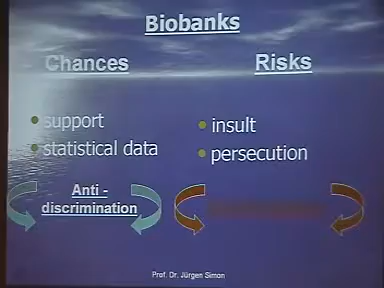 Biobanks
Chances
Risks
support
statistical data
insult
persecution
Anti -
discrimination
Prof. Dr. Jürgen Simon